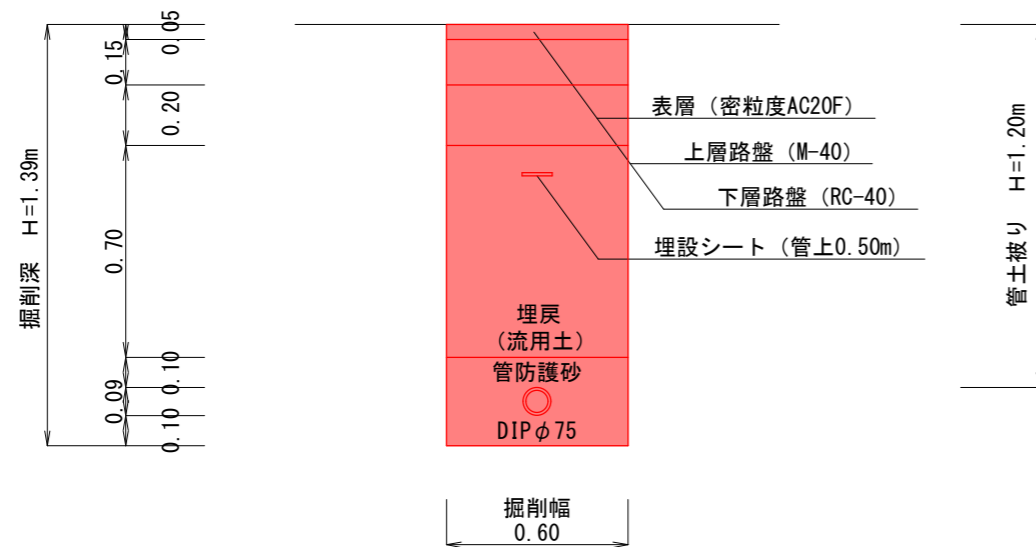 0.05
0.15
0.20
0.70
0.10
0.09
0.10
掘削深 H=1.39m
表層（密粒度AC20F）
上層路盤（M-40）
下層路盤（RC-40）
埋設シート（管上0.50m）
埋戻
（流用土）
管防護砂
DIPφ75
掘削幅
0.60
管土被り H=1.20m